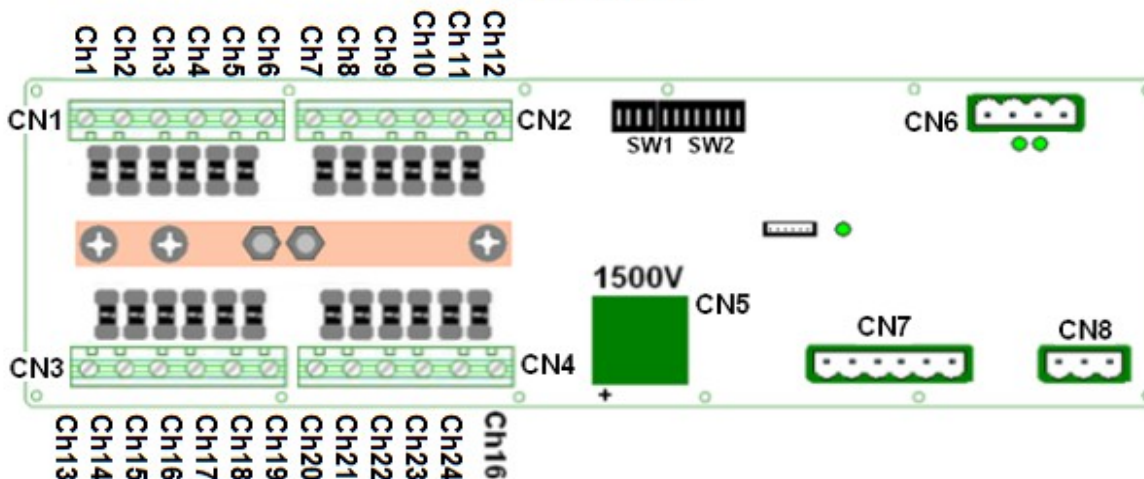 Ch1 Ch2 Ch3 Ch4 Ch5 Ch6 Ch7 Ch8 Ch9 Ch10 Ch11 Ch12
CN1 CN2 CN6
SW1 SW2
1500V
CN5
CN7 CN8
CN3 CN4
+
Ch13 Ch14 Ch15 Ch16 Ch17 Ch18 Ch19 Ch20 Ch21 Ch22 Ch23 Ch24 Ch16